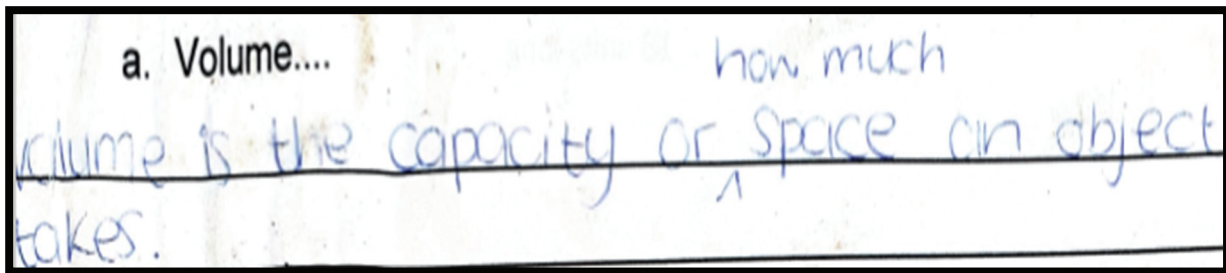 a. Volume....
how much
volume is the capacity or ^ space an object
takes.